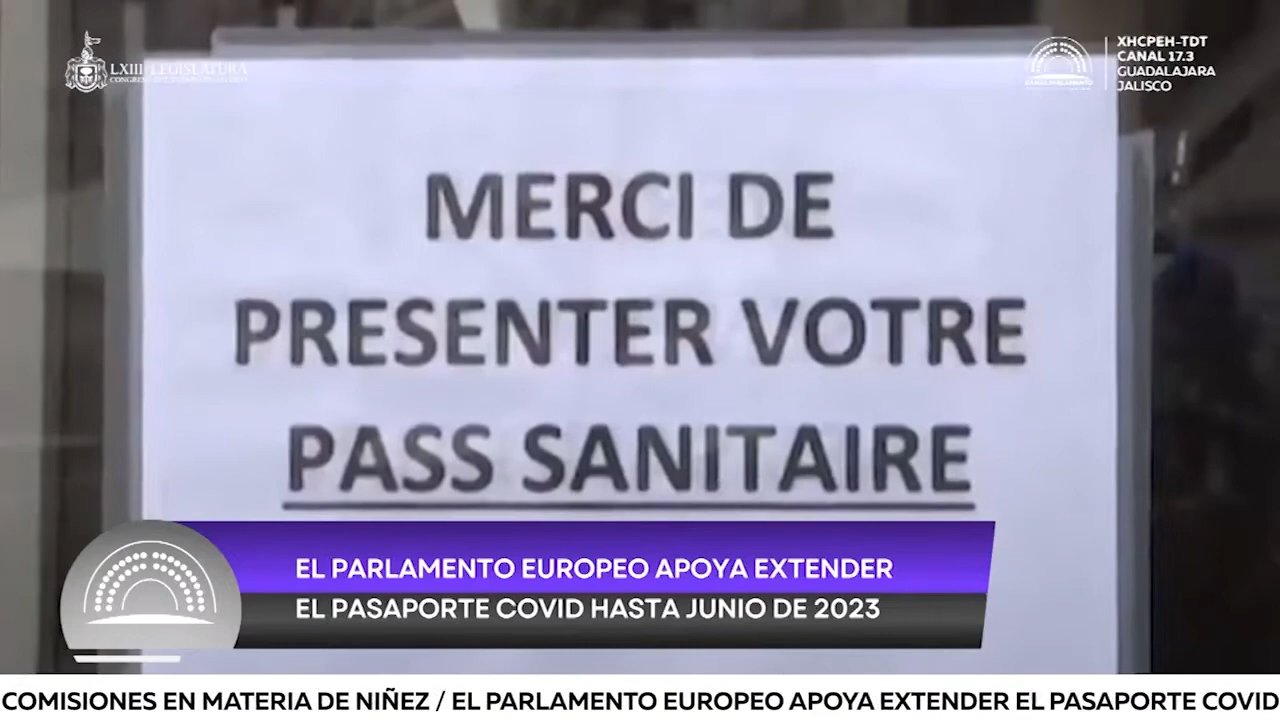 LXIII LEGISLATURA
XHCPEH-TDT
CANAL 17.3
GUADALAJARA
JALISCO
MERCI DE
PRESENTER VOTRE
PASS SANITAIRE
EL PARLAMENTO EUROPEO APOYA EXTENDER
EL PASAPORTE COVID HASTA JUNIO DE 2023
COMISIONES EN MATERIA DE NIÑEZ / EL PARLAMENTO EUROPEO APOYA EXTENDER EL PASAPORTE COVID